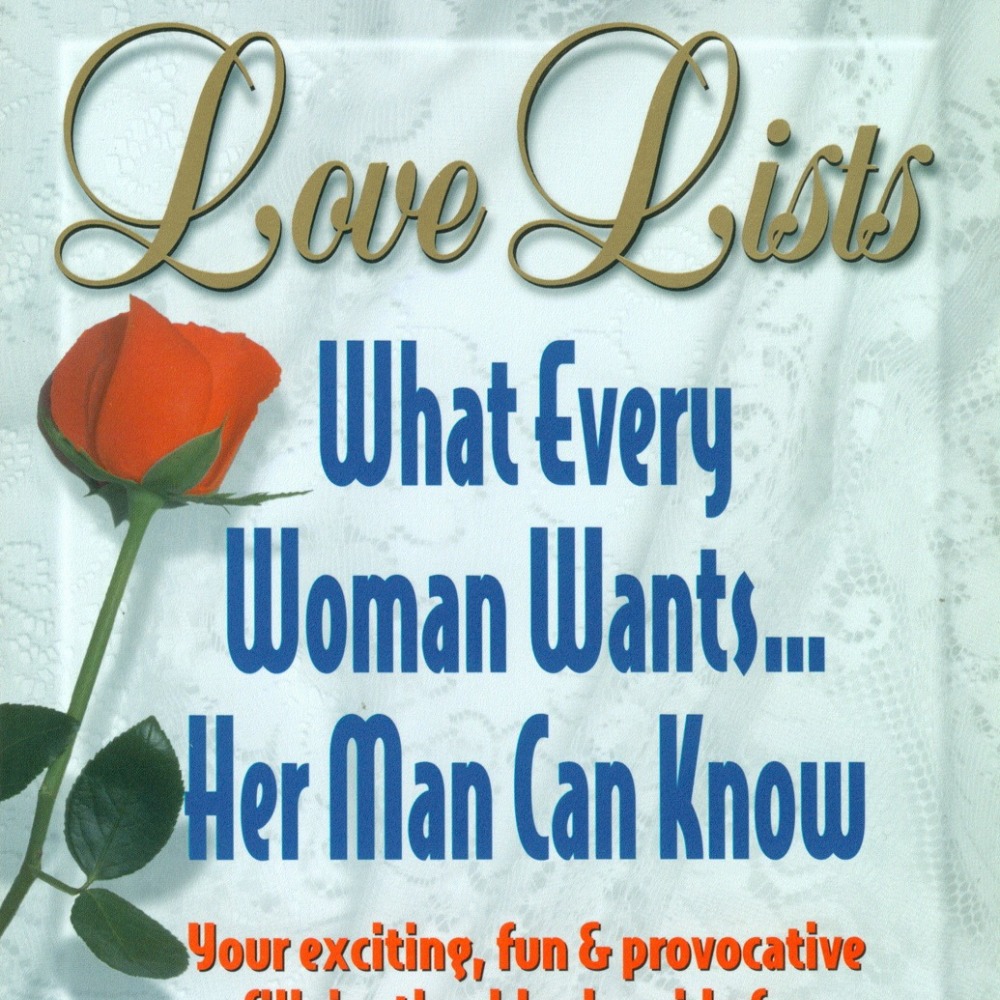 Love Lists
What Every
Woman Wants...
Her Man Can Know
Your exciting, fun & provocative